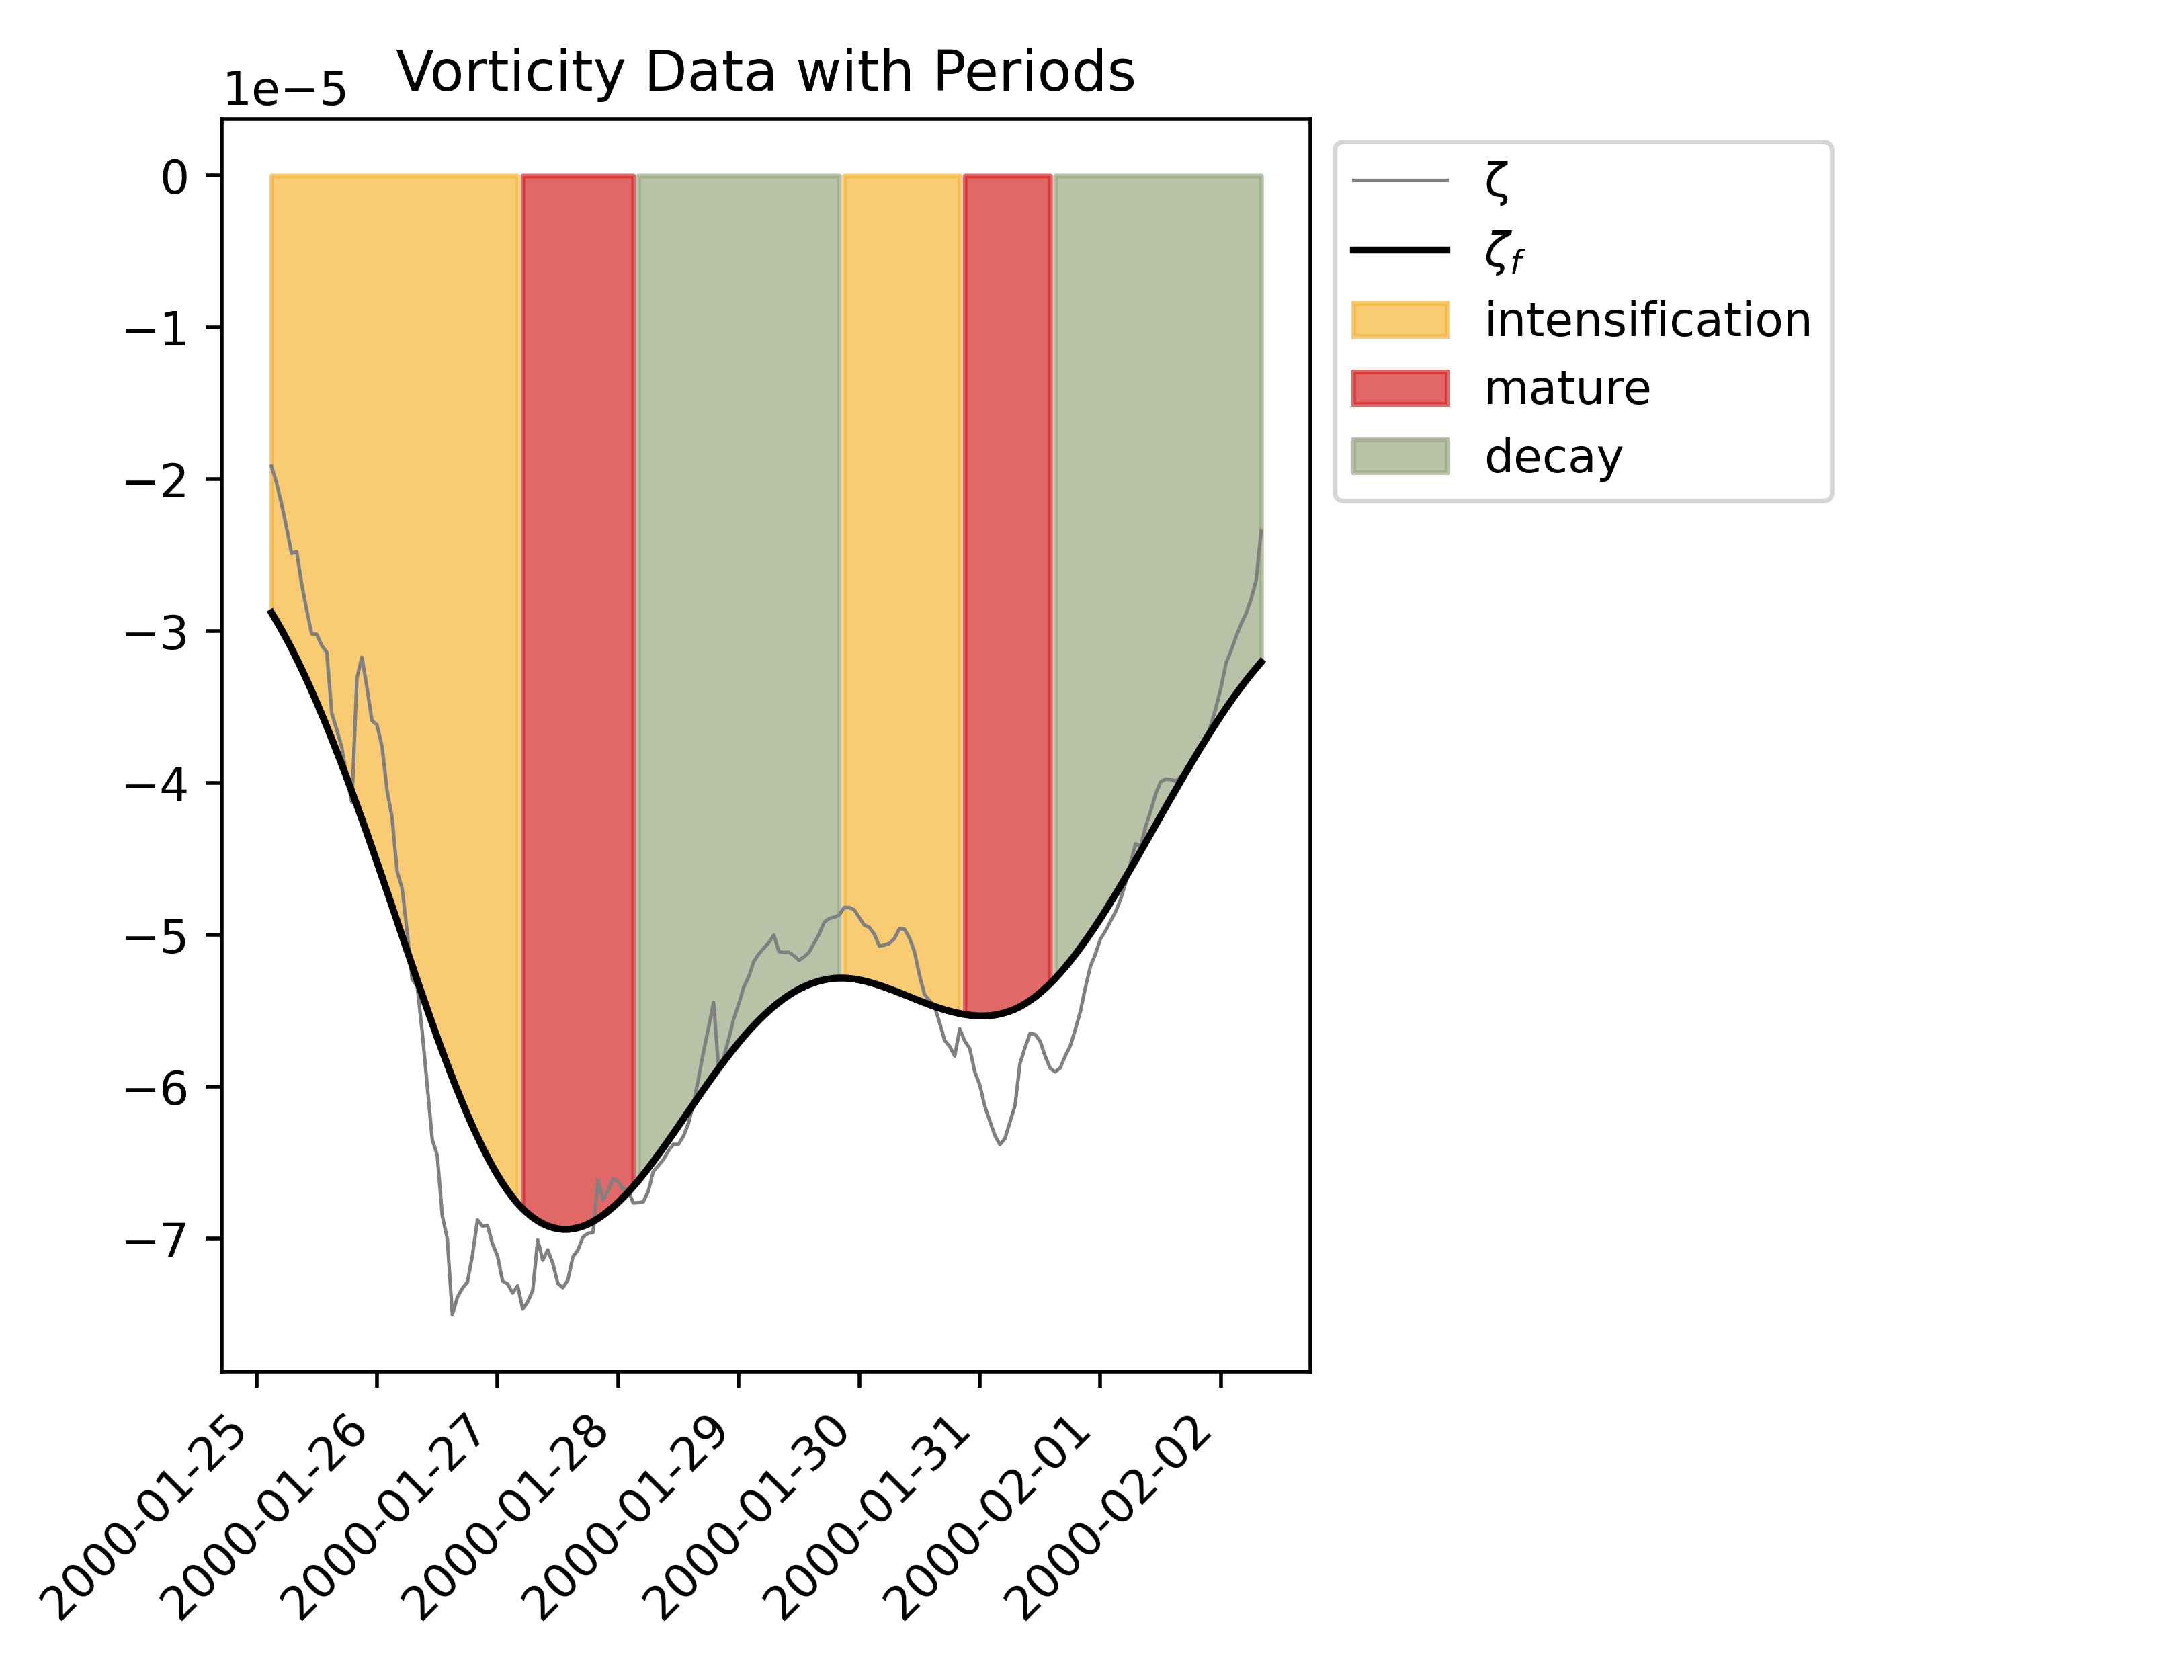 Vorticity Data with Periods
1e−5
0
−1
−2
−3
−4
−5
−6
−7
2000-01-25
2000-01-26
2000-01-27
2000-01-28
2000-01-29
2000-01-30
2000-01-31
2000-02-01
2000-02-02
ζ
ζf
intensification
mature
decay